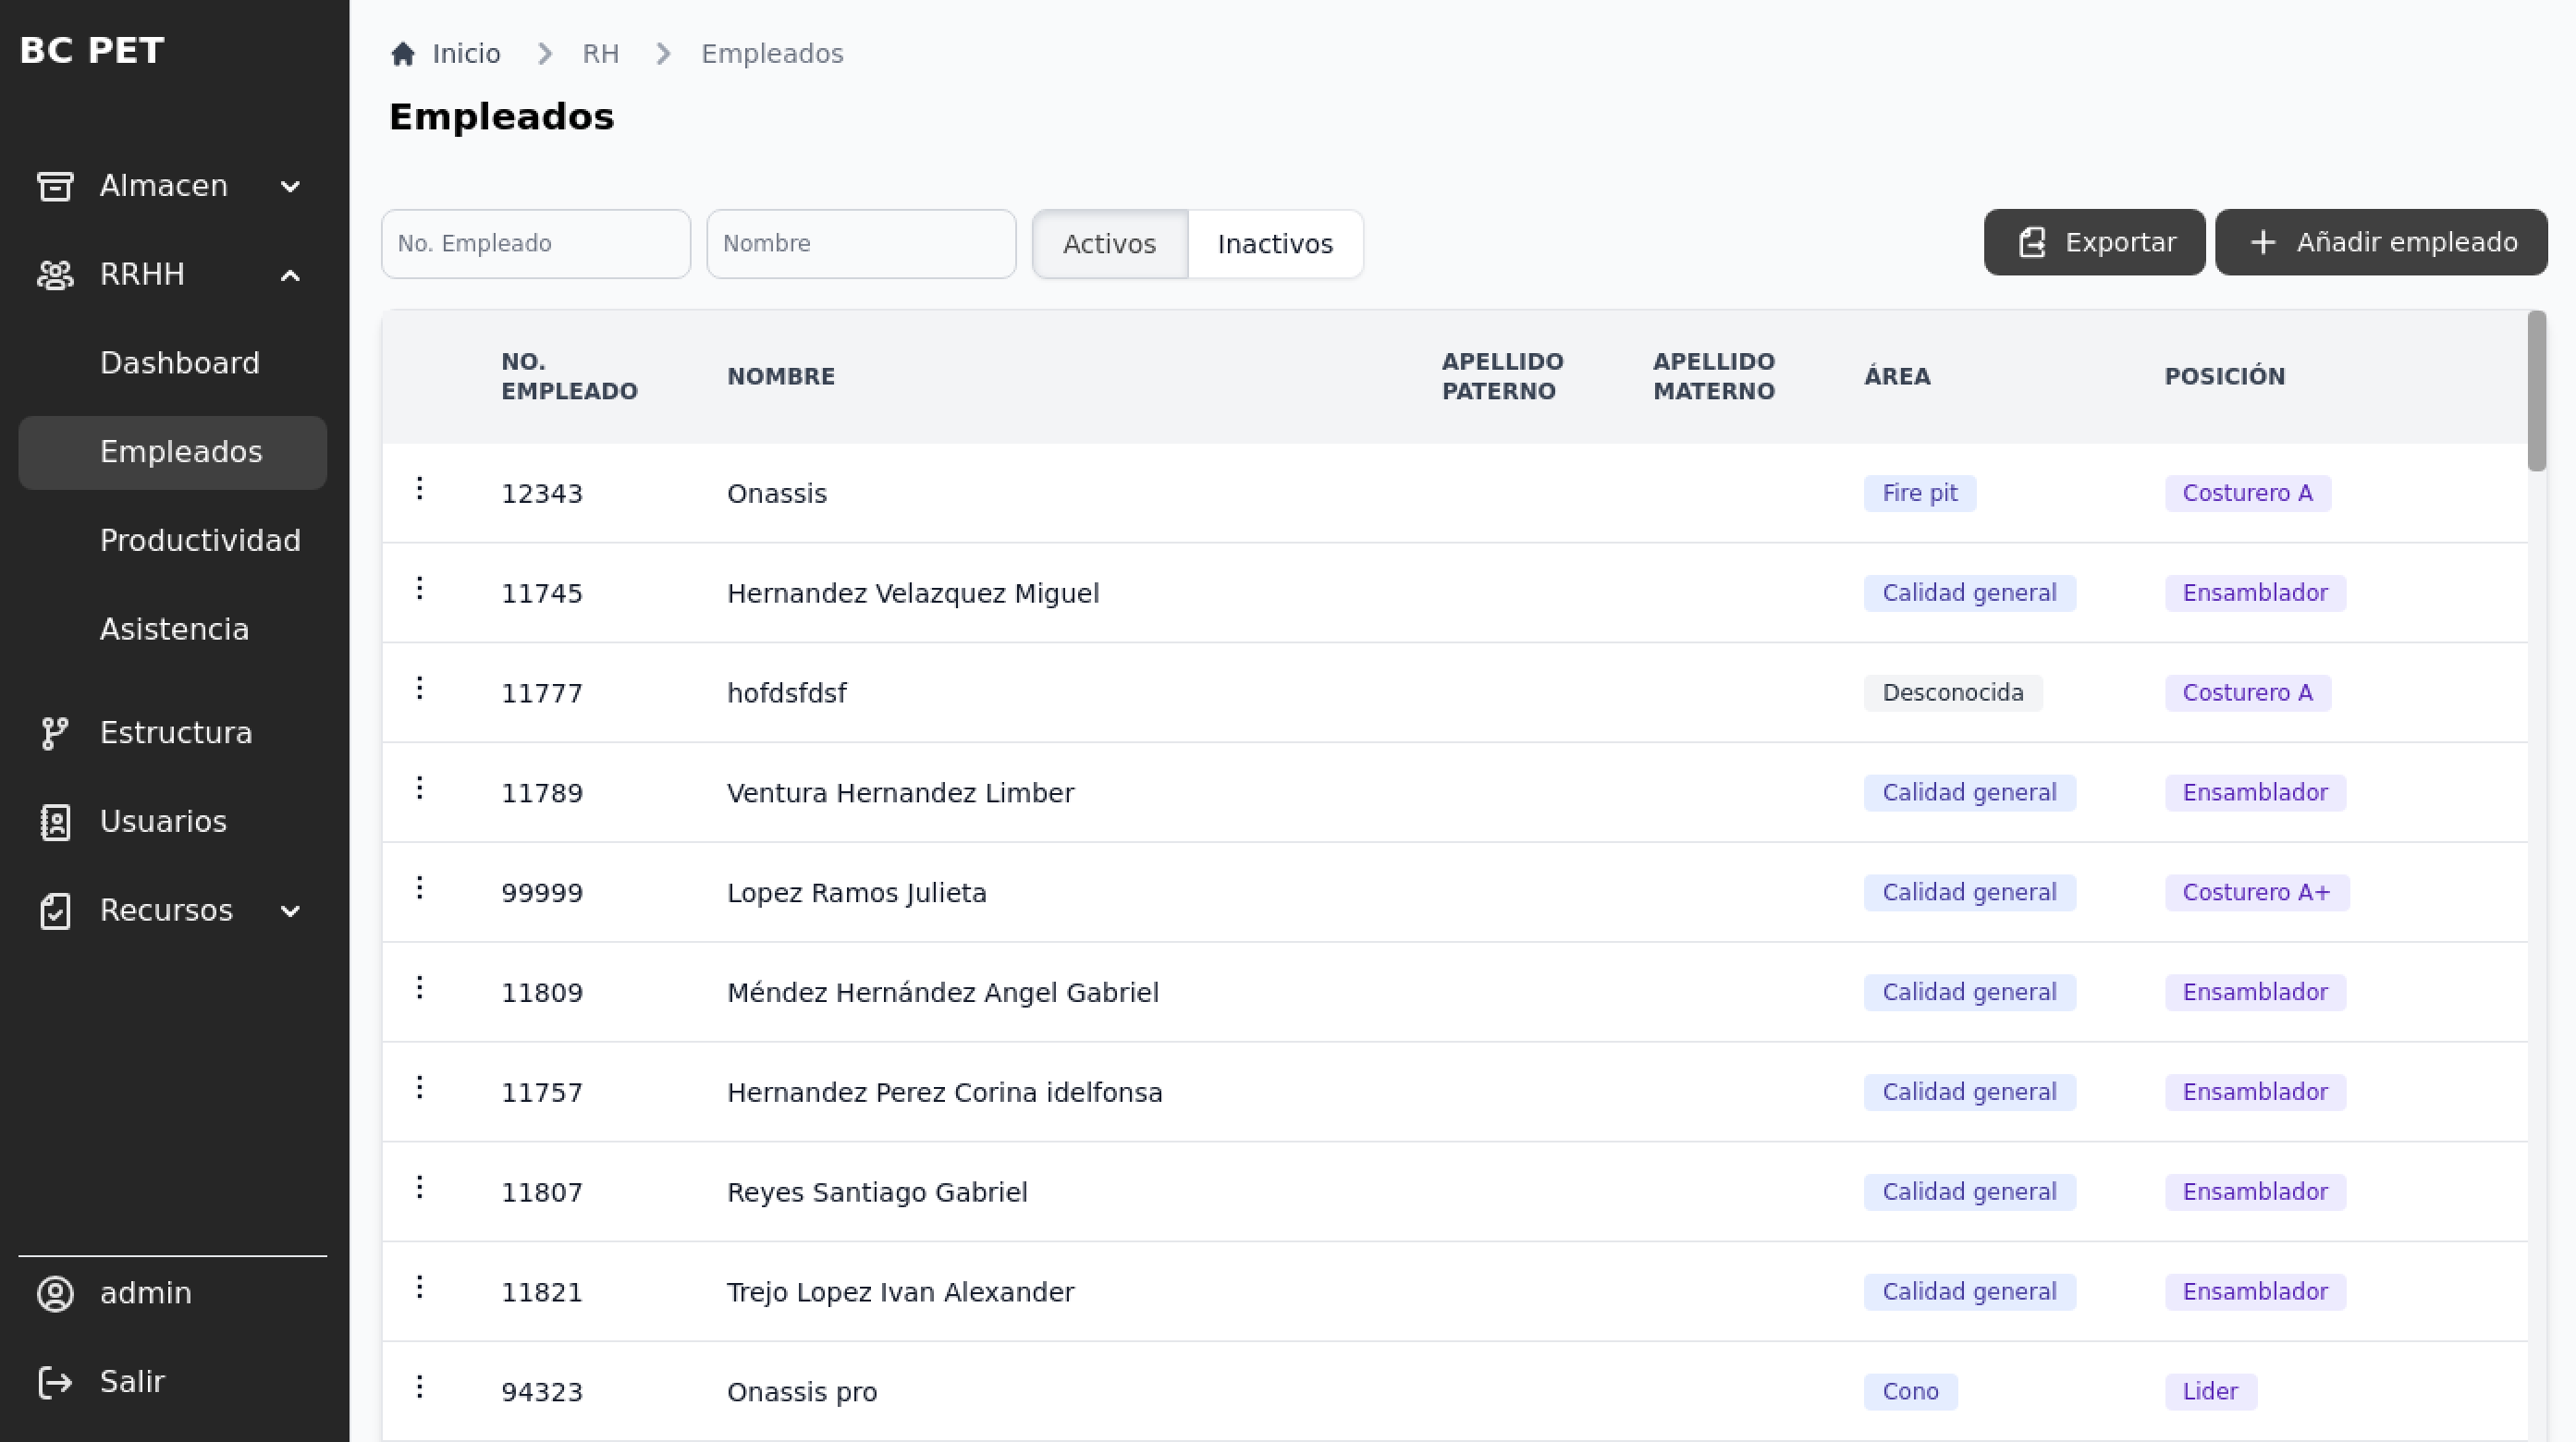 BC PET
Almacen
RRHH
Dashboard
Empleados
Productividad
Asistencia
Estructura
Usuarios
Recursos
admin
Salir
Inicio RH Empleados
Empleados
No. Empleado Nombre Activos Inactivos Exportar Añadir empleado
NO. EMPLEADO NOMBRE APELLIDO PATERNO APELLIDO MATERNO ÁREA POSICIÓN
12343 Onassis Fire pit Costurero A
11745 Hernandez Velazquez Miguel Calidad general Ensamblador
11777 hofdsfdsf Desconocida Costurero A
11789 Ventura Hernandez Limber Calidad general Ensamblador
99999 Lopez Ramos Julieta Calidad general Costurero A+
11809 Méndez Hernández Angel Gabriel Calidad general Ensamblador
11757 Hernandez Perez Corina idelfonsa Calidad general Ensamblador
11807 Reyes Santiago Gabriel Calidad general Ensamblador
11821 Trejo Lopez Ivan Alexander Calidad general Ensamblador
94323 Onassis pro Cono Lider